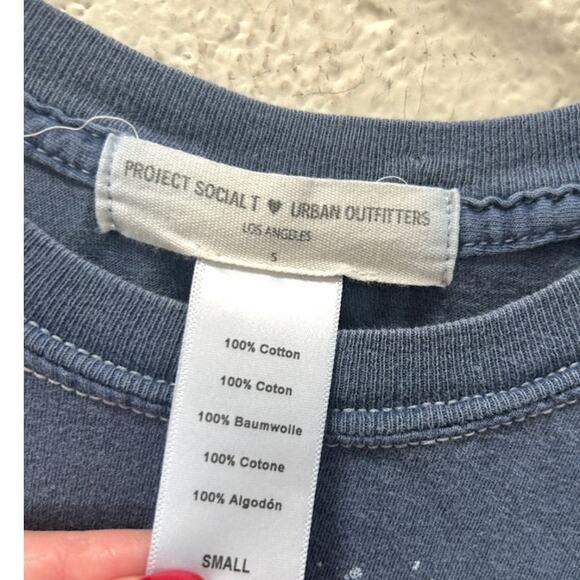 PROJECT SOCIAL T ♥ URBAN OUTFITTERS
LOS ANGELES
S
100% Cotton
100% Coton
100% Baumwolle
100% Cotone
100% Algodón
SMALL